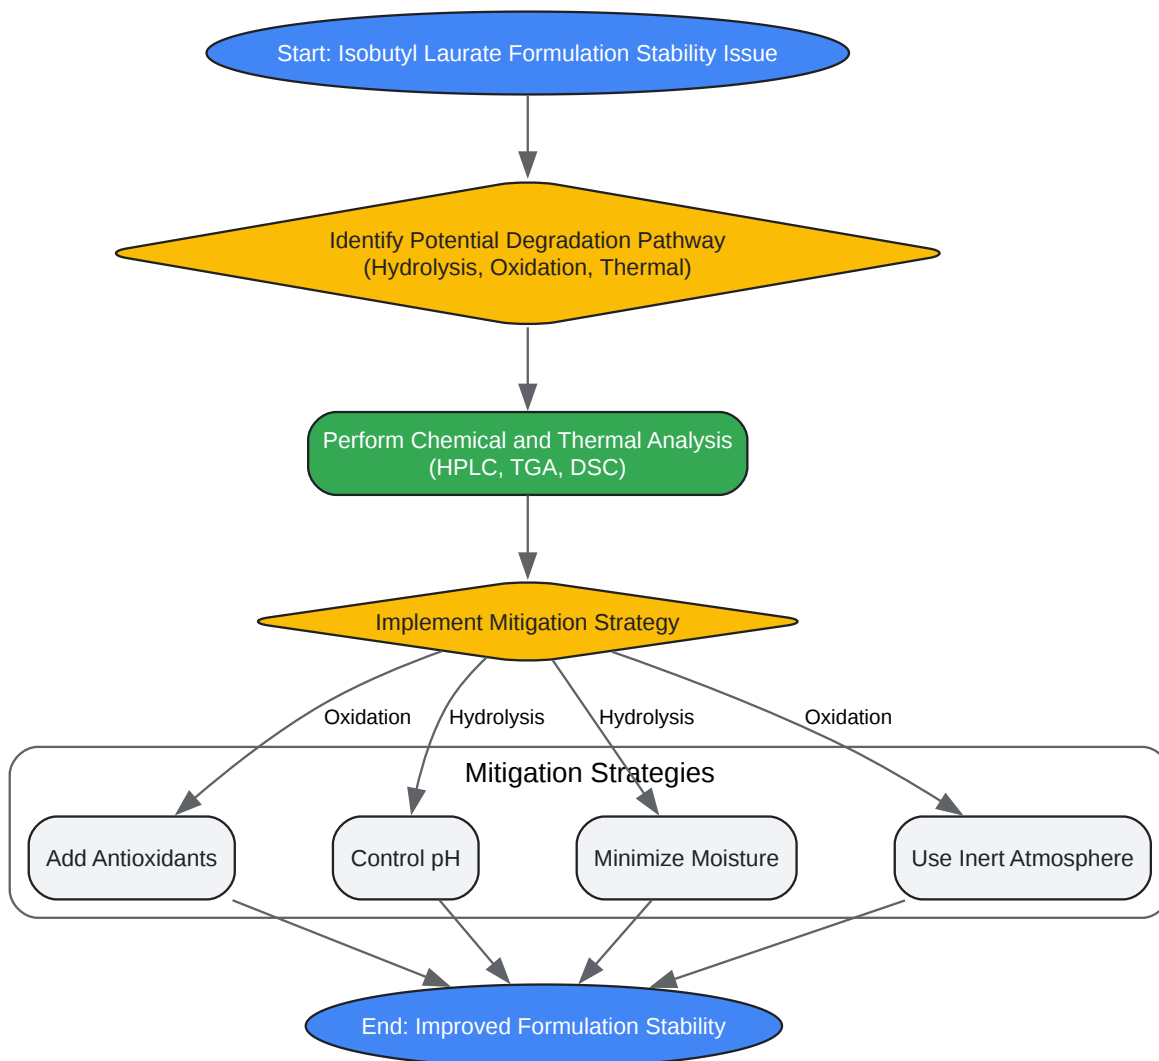 Start: Isobutyl Laurate Formulation Stability Issue
Identify Potential Degradation Pathway
(Hydrolysis, Oxidation, Thermal)
Perform Chemical and Thermal Analysis
(HPLC, TGA, DSC)
Implement Mitigation Strategy
Oxidation
Hydrolysis
Hydrolysis
Oxidation
Mitigation Strategies
Add Antioxidants
Control pH
Minimize Moisture
Use Inert Atmosphere
End: Improved Formulation Stability